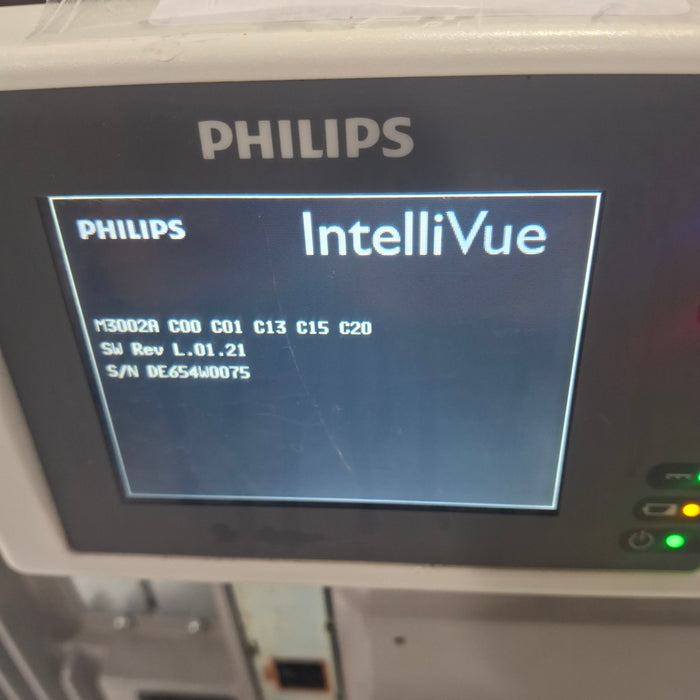 PHILIPS
PHILIPS IntelliVue
M3002A C00 C01 C13 C15 C20
SW Rev L.01.21
S/N DE654W0075